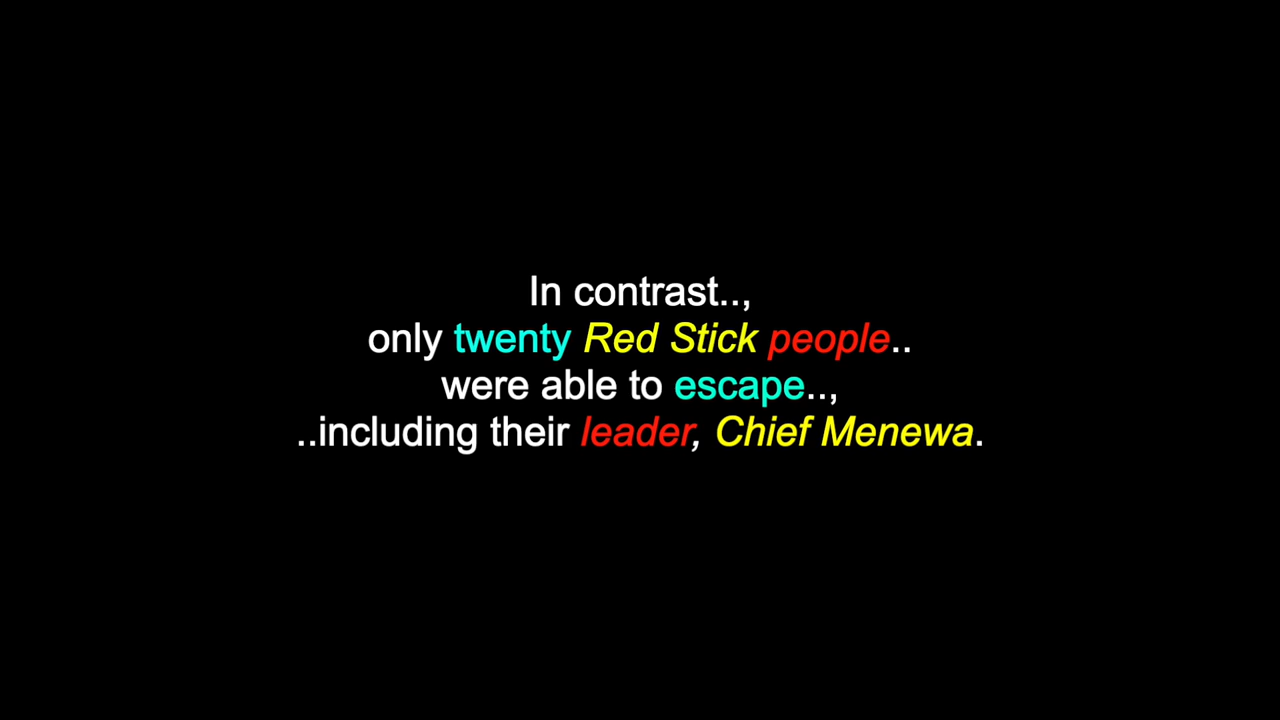 In contrast..,
only twenty Red Stick people..
were able to escape..,
..including their leader, Chief Menewa.